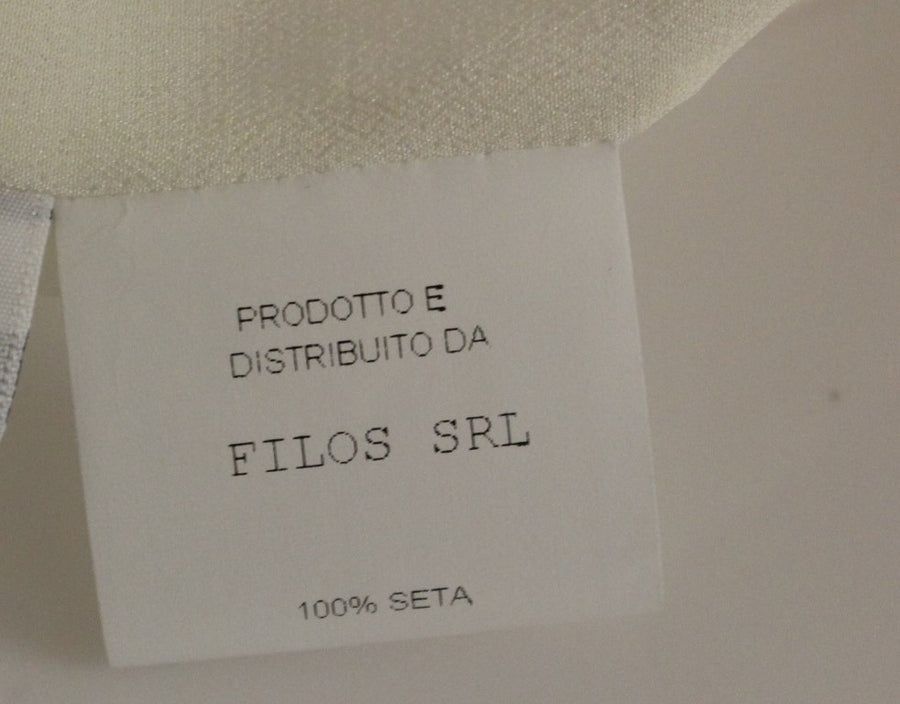 PRODOTTO E
DISTRIBUITO DA
FILOS SRL
100% SETA